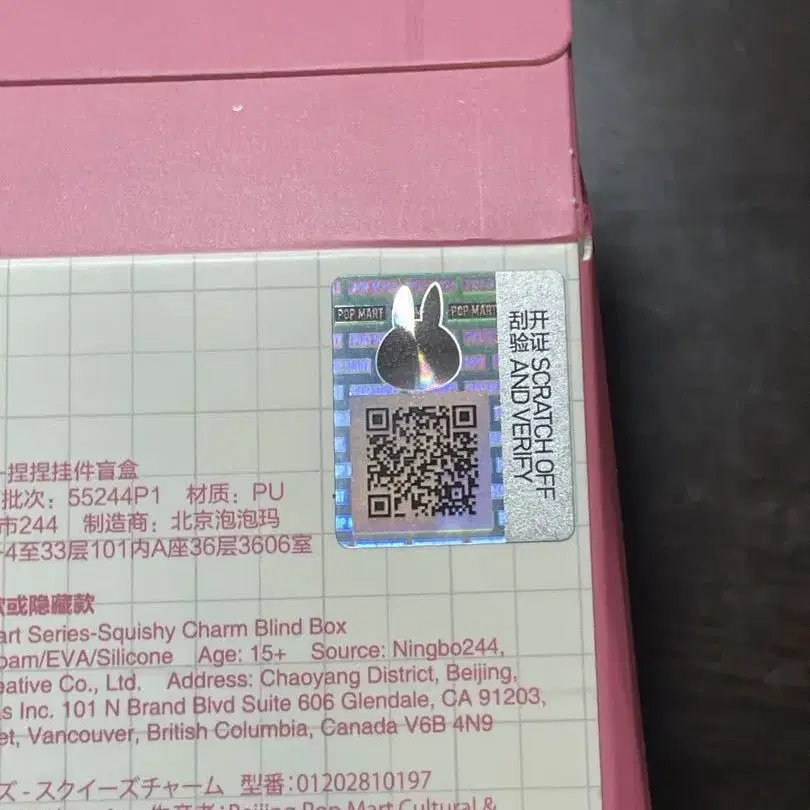 POP MART
POP MART
开 证 SCRATCH OFF
刮 验 AND VERIFY
捏捏挂件盲盒
批次：55244P1 材质：PU
市244 制造商：北京泡泡玛
4至33层101内A座36层3606室
或隐藏款
art Series-Squishy Charm Blind Box
oam/EVA/Silicone Age: 15+ Source: Ningbo244,
eative Co., Ltd. Address: Chaoyang District, Beijing,
s Inc. 101 N Brand Blvd Suite 606 Glendale, CA 91203,
et, Vancouver, British Columbia, Canada V6B 4N9
ズ - スクイーズチャーム 型番：01202810197
Beijing Pop Mart Cultural &